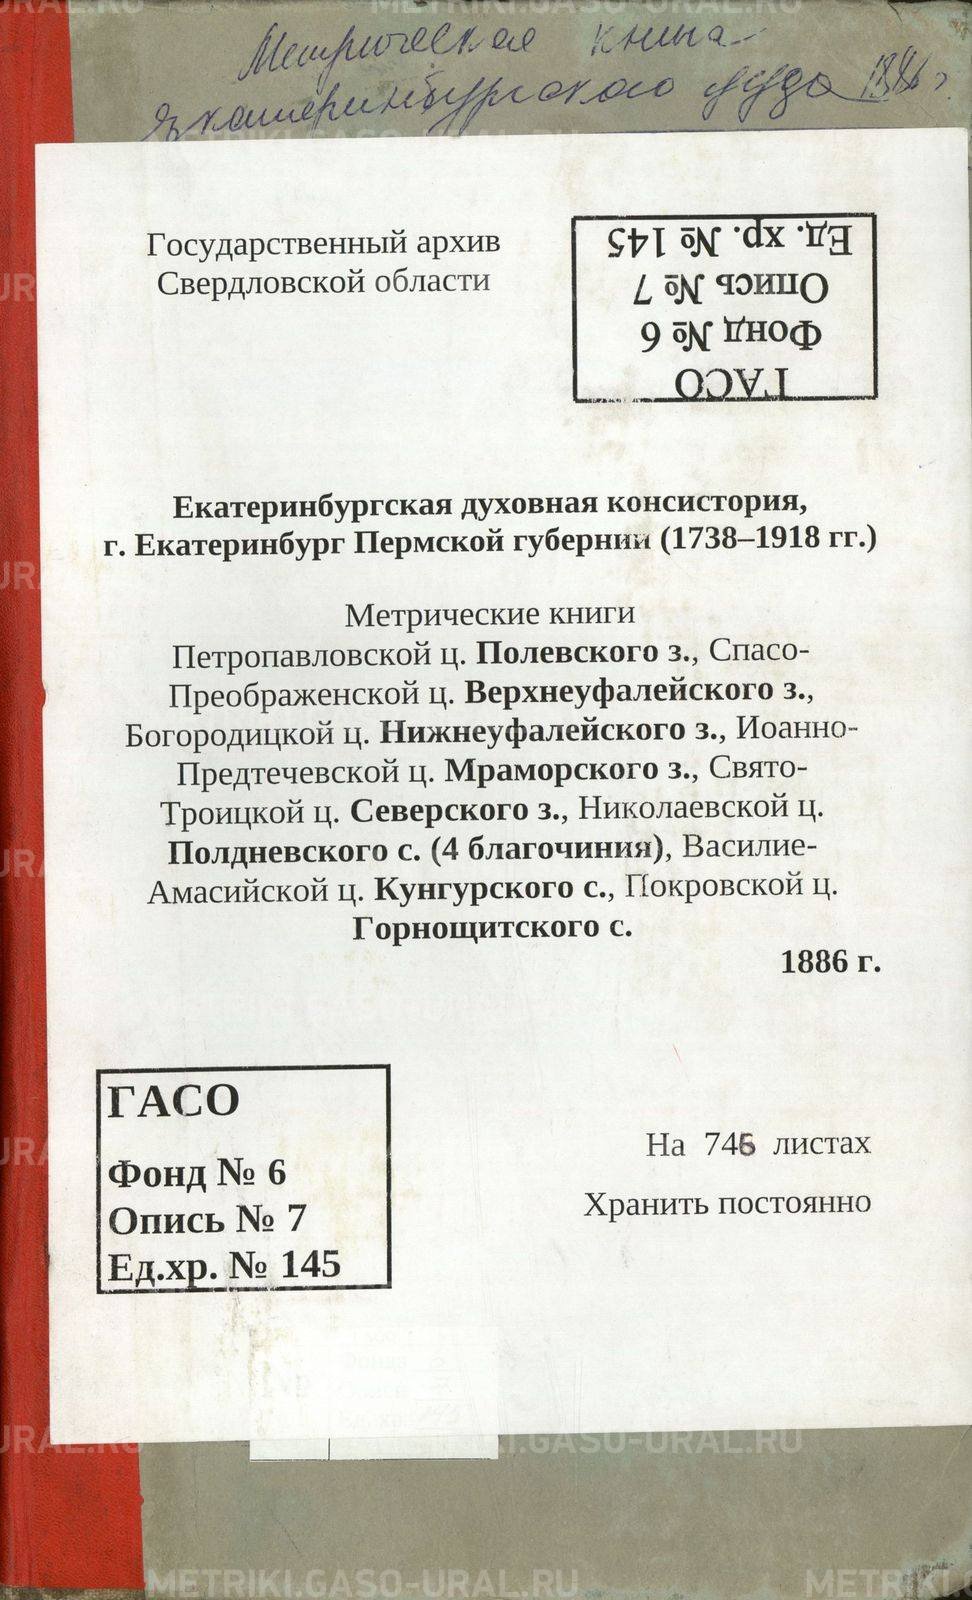 Метрическая книга
Екатеринбургского уезда 1886 г.
Государственный архив
Свердловской области
ГАСО
Фонд № 6
Опись № 7
Ед. хр. № 145
Екатеринбургская духовная консистория,
г. Екатеринбург Пермской губернии (1738–1918 гг.)
Метрические книги
Петропавловской ц. Полевского з., Спасо-
Преображенской ц. Верхнеуфалейского з.,
Богородицкой ц. Нижнеуфалейского з., Иоанно-
Предтечевской ц. Мраморского з., Свято-
Троицкой ц. Северского з., Николаевской ц.
Полдневского с. (4 благочиния), Василие-
Амасийской ц. Кунгурского с., Покровской ц.
Горнощитского с.
1886 г.
ГАСО
Фонд № 6
Опись № 7
Ед.хр. № 145
На 746 листах
Хранить постоянно
METRIKI.GASO-URAL.RU